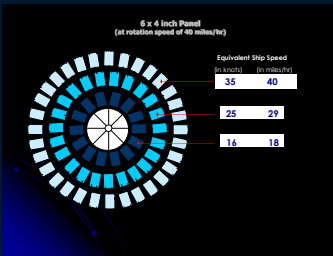 6 x 4 inch Panel
(at rotation speed of 40 miles/hr)
Equivalent Ship Speed
(in knots) (in miles/hr)
35 40
25 29
16 18